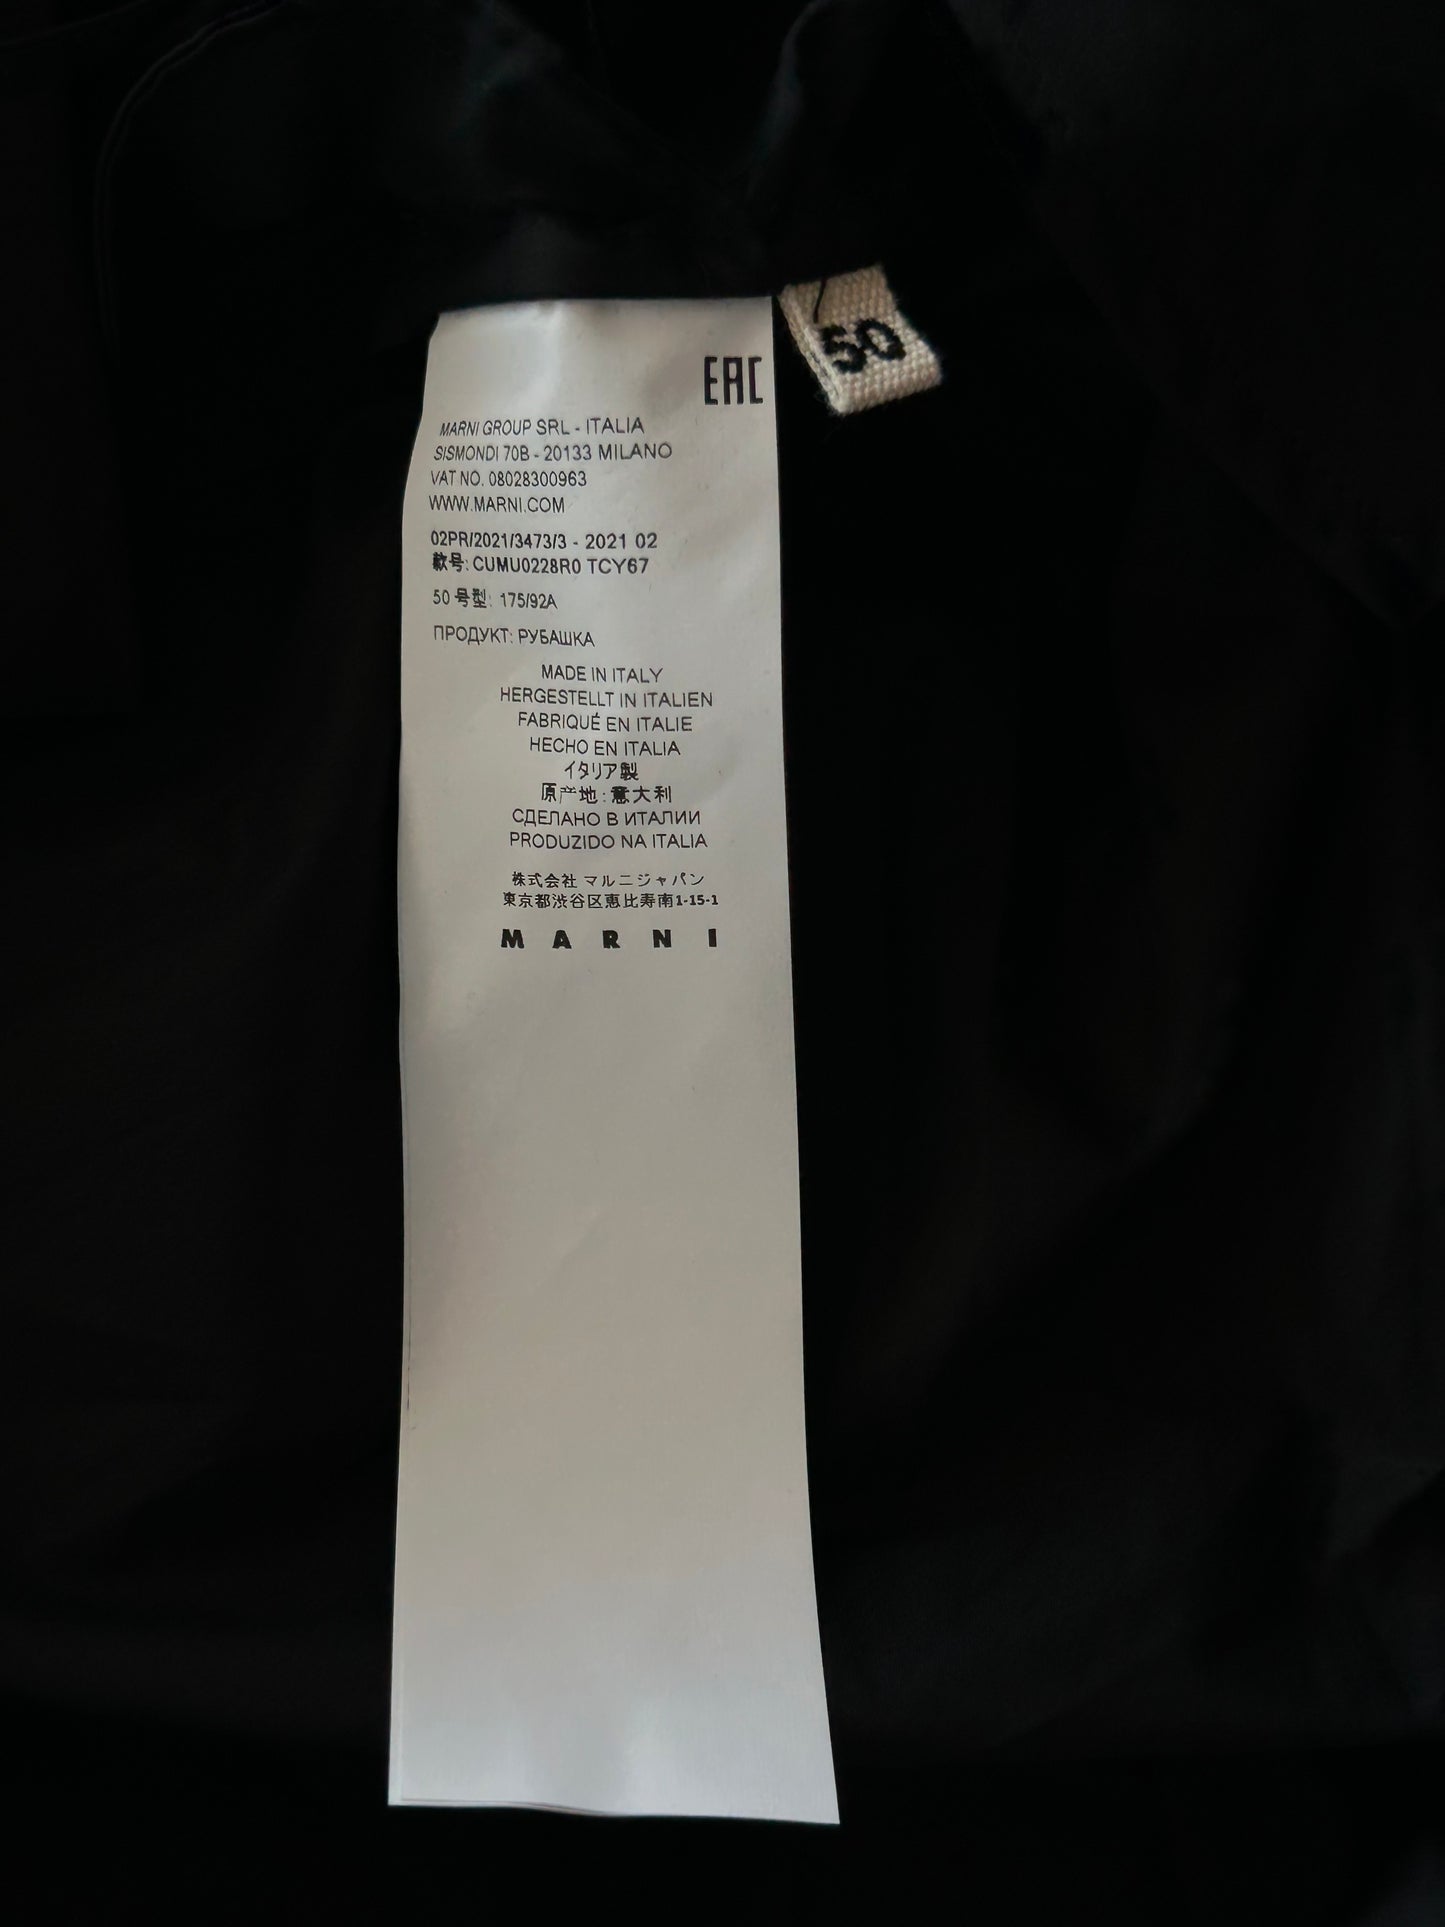 50
EAC
MARNI GROUP SRL - ITALIA
SISMONDI 70B - 20133 MILANO
VAT NO. 08028300963
WWW.MARNI.COM
02PR/2021/3473/3 - 2021 02
款号: CUMU0228R0 TCY67
50 号型: 175/92A
ПРОДУКТ: РУБАШКА
MADE IN ITALY
HERGESTELLT IN ITALIEN
FABRIQUÉ EN ITALIE
HECHO EN ITALIA
イタリア製
原产地: 意大利
СДЕЛАНО В ИТАЛИИ
PRODUZIDO NA ITALIA
株式会社 マルニジャパン
東京都渋谷区恵比寿南1-15-1
MARNI